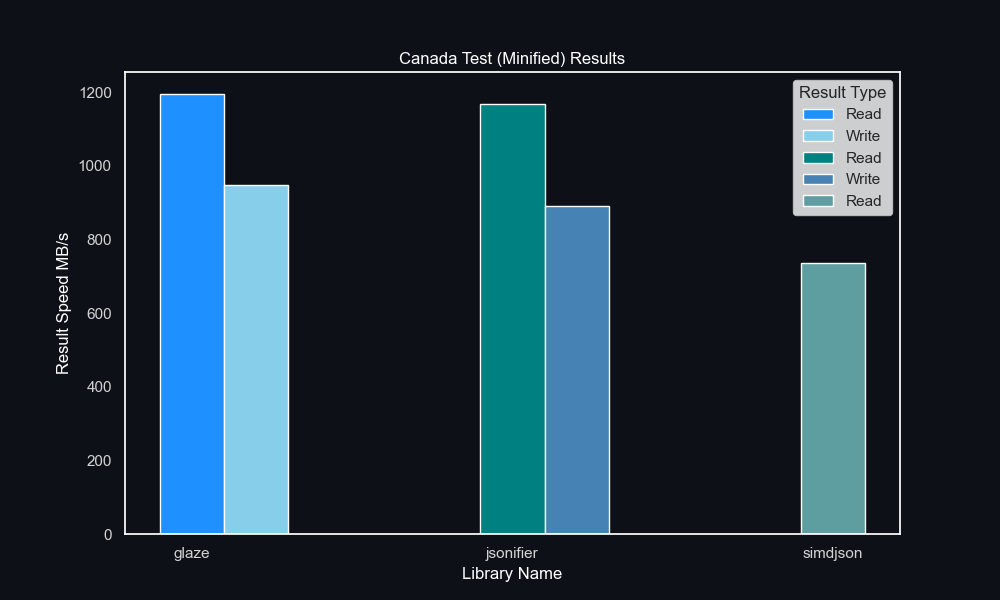 Canada Test (Minified) Results
Result Type
Read
Write
Read
Write
Read
1200
1000
800
600
400
200
0
Result Speed MB/s
glaze jsonifier simdjson
Library Name